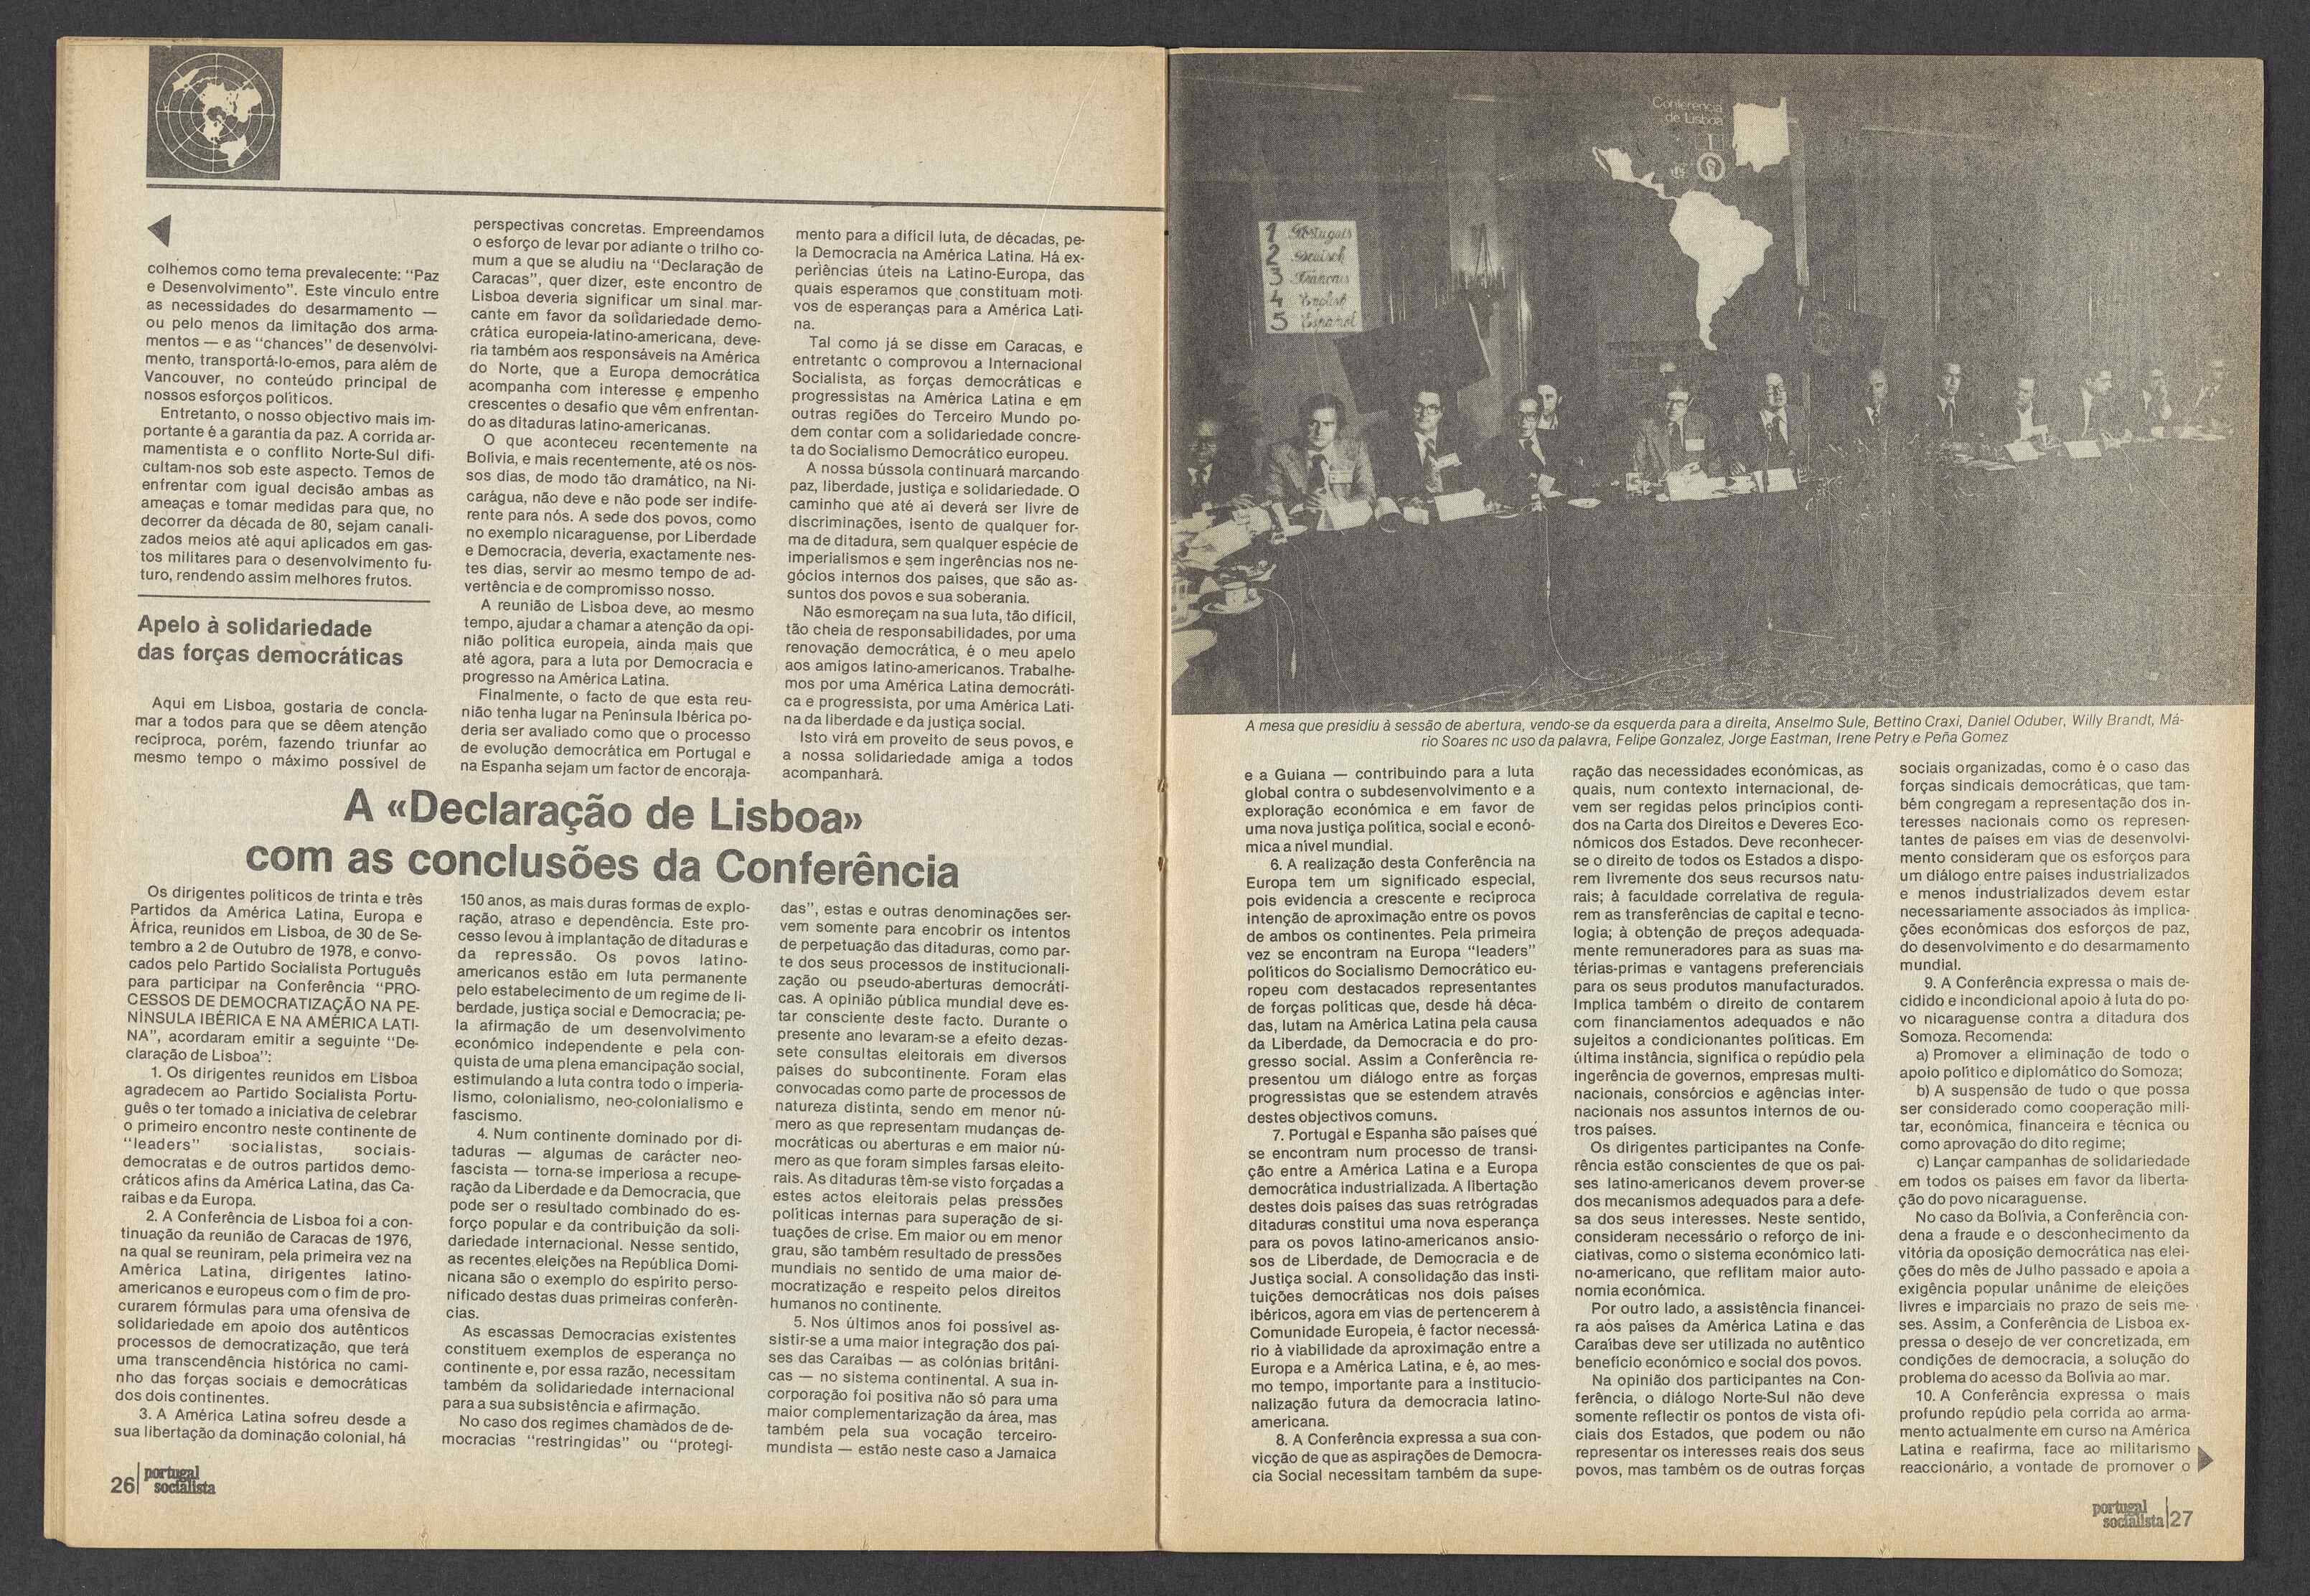 colhemos como tema prevalecente: "Paz
e Desenvolvimento". Este vínculo entre
as necessidades do desarmamento —
ou pelo menos da limitação dos arma-
mentos — e as "chances" de desenvolvi-
mento, transportá-lo-emos, para além de
Vancouver, no conteúdo principal de
nossos esforços políticos.
Entretanto, o nosso objectivo mais im-
portante é a garantia da paz. A corrida ar-
mamentista e o conflito Norte-Sul difi-
cultam-nos sob este aspecto. Temos de
enfrentar com igual decisão ambas as
ameaças e tomar medidas para que, no
decorrer da década de 80, sejam canali-
zados meios até aqui aplicados em gas-
tos militares para o desenvolvimento fu-
turo, rendendo assim melhores frutos.
Apelo à solidariedade
das forças democráticas
Aqui em Lisboa, gostaria de concla-
mar a todos para que se dêem atenção
recíproca, porém, fazendo triunfar ao
mesmo tempo o máximo possível de
perspectivas concretas. Empreendamos
o esforço de levar por adiante o trilho co-
mum a que se aludiu na "Declaração de
Caracas", quer dizer, este encontro de
Lisboa deveria significar um sinal mar-
cante em favor da solidariedade demo-
crática europeia-latino-americana, deve-
ria também aos responsáveis na América
do Norte, que a Europa democrática
acompanha com interesse e empenho
crescentes o desafio que vêm enfrentan-
do as ditaduras latino-americanas.
O que aconteceu recentemente na
Bolívia, e mais recentemente, até os nos-
sos dias, de modo tão dramático, na Ni-
carágua, não deve e não pode ser indife-
rente para nós. A sede dos povos, como
no exemplo nicaraguense, por Liberdade
e Democracia, deveria, exactamente nes-
tes dias, servir ao mesmo tempo de ad-
vertência e de compromisso nosso.
A reunião de Lisboa deve, ao mesmo
tempo, ajudar a chamar a atenção da opi-
nião política europeia, ainda mais que
até agora, para a luta por Democracia e
progresso na América Latina.
Finalmente, o facto de que esta reu-
nião tenha lugar na Península Ibérica po-
deria ser avaliado como que o processo
de evolução democrática em Portugal e
na Espanha sejam um factor de encoraja-
mento para a difícil luta, de décadas, pe-
la Democracia na América Latina. Há ex-
periências úteis na Latino-Europa, das
quais esperamos que constituam moti-
vos de esperanças para a América Lati-
na.
Tal como já se disse em Caracas, e
entretantc o comprovou a Internacional
Socialista, as forças democráticas e
progressistas na América Latina e em
outras regiões do Terceiro Mundo po-
dem contar com a solidariedade concre-
ta do Socialismo Democrático europeu.
A nossa bússola continuará marcando
paz, liberdade, justiça e solidariedade. O
caminho que até aí deverá ser livre de
discriminações, isento de qualquer for-
ma de ditadura, sem qualquer espécie de
imperialismos e sem ingerências nos ne-
gócios internos dos países, que são as-
suntos dos povos e sua soberania.
Não esmoreçam na sua luta, tão difícil,
tão cheia de responsabilidades, por uma
renovação democrática, é o meu apelo
aos amigos latino-americanos. Trabalhe-
mos por uma América Latina democráti-
ca e progressista, por uma América Lati-
na da liberdade e da justiça social.
Isto virá em proveito de seus povos, e
a nossa solidariedade amiga a todos
acompanhará.
A «Declaração de Lisboa»
com as conclusões da Conferência
Os dirigentes políticos de trinta e três
Partidos da América Latina, Europa e
África, reunidos em Lisboa, de 30 de Se-
tembro a 2 de Outubro de 1978, e convo-
cados pelo Partido Socialista Português
para participar na Conferência "PRO-
CESSOS DE DEMOCRATIZAÇÃO NA PE-
NÍNSULA IBÉRICA E NA AMÉRICA LATI-
NA", acordaram emitir a seguinte "De-
claração de Lisboa":
1. Os dirigentes reunidos em Lisboa
agradecem ao Partido Socialista Portu-
guês o ter tomado a iniciativa de celebrar
o primeiro encontro neste continente de
"leaders" socialistas, sociais-
democratas e de outros partidos demo-
cráticos afins da América Latina, das Ca-
raíbas e da Europa.
2. A Conferência de Lisboa foi a con-
tinuação da reunião de Caracas de 1976,
na qual se reuniram, pela primeira vez na
América Latina, dirigentes latino-
americanos e europeus com o fim de pro-
curarem fórmulas para uma ofensiva de
solidariedade em apoio dos autênticos
processos de democratização, que terá
uma transcendência histórica no cami-
nho das forças sociais e democráticas
dos dois continentes.
3. A América Latina sofreu desde a
sua libertação da dominação colonial, há
150 anos, as mais duras formas de explo-
ração, atraso e dependência. Este pro-
cesso levou à implantação de ditaduras e
da repressão. Os povos latino-
americanos estão em luta permanente
pelo estabelecimento de um regime de li-
berdade, justiça social e Democracia; pe-
la afirmação de um desenvolvimento
económico independente e pela con-
quista de uma plena emancipação social,
estimulando a luta contra todo o imperia-
lismo, colonialismo, neo-colonialismo e
fascismo.
4. Num continente dominado por di-
taduras — algumas de carácter neo-
fascista — torna-se imperiosa a recupe-
ração da Liberdade e da Democracia, que
pode ser o resultado combinado do es-
forço popular e da contribuição da soli-
dariedade internacional. Nesse sentido,
as recentes eleições na República Domi-
nicana são o exemplo do espírito perso-
nificado destas duas primeiras conferên-
cias.
As escassas Democracias existentes
constituem exemplos de esperança no
continente e, por essa razão, necessitam
também da solidariedade internacional
para a sua subsistência e afirmação.
No caso dos regimes chamados de de-
mocracias "restringidas" ou "protegi-
das", estas e outras denominações ser-
vem somente para encobrir os intentos
de perpetuação das ditaduras, como par-
te dos seus processos de institucionali-
zação ou pseudo-aberturas democráti-
cas. A opinião pública mundial deve es-
tar consciente deste facto. Durante o
presente ano levaram-se a efeito dezas-
sete consultas eleitorais em diversos
países do subcontinente. Foram elas
convocadas como parte de processos de
natureza distinta, sendo em menor nú-
mero as que representam mudanças de-
mocráticas ou aberturas e em maior nú-
mero as que foram simples farsas eleito-
rais. As ditaduras têm-se visto forçadas a
estes actos eleitorais pelas pressões
políticas internas para superação de si-
tuações de crise. Em maior ou em menor
grau, são também resultado de pressões
mundiais no sentido de uma maior de-
mocratização e respeito pelos direitos
humanos no continente.
5. Nos últimos anos foi possível as-
sistir-se a uma maior integração dos paí-
ses das Caraíbas — as colónias britâni-
cas — no sistema continental. A sua in-
corporação foi positiva não só para uma
maior complementarização da área, mas
também pela sua vocação terceiro-
mundista — estão neste caso a Jamaica
26
portugal
socialista
Conferencia
de Lisboa
1 Portugais
2 Deutsch
3 Francais
4 English
5 Espanol
A mesa que presidiu à sessão de abertura, vendo-se da esquerda para a direita, Anselmo Sule, Bettino Craxi, Daniel Oduber, Willy Brandt, Má-
rio Soares nc uso da palavra, Felipe Gonzalez, Jorge Eastman, Irene Petry e Peña Gomez
e a Guiana — contribuindo para a luta
global contra o subdesenvolvimento e a
exploração económica e em favor de
uma nova justiça política, social e econó-
mica a nível mundial.
6. A realização desta Conferência na
Europa tem um significado especial,
pois evidencia a crescente e recíproca
intenção de aproximação entre os povos
de ambos os continentes. Pela primeira
vez se encontram na Europa "leaders"
políticos do Socialismo Democrático eu-
ropeu com destacados representantes
de forças políticas que, desde há déca-
das, lutam na América Latina pela causa
da Liberdade, da Democracia e do pro-
gresso social. Assim a Conferência re-
presentou um diálogo entre as forças
progressistas que se estendem através
destes objectivos comuns.
7. Portugal e Espanha são países que
se encontram num processo de transi-
ção entre a América Latina e a Europa
democrática industrializada. A libertação
destes dois países das suas retrógradas
ditaduras constitui uma nova esperança
para os povos latino-americanos ansio-
sos de Liberdade, de Democracia e de
Justiça social. A consolidação das insti-
tuições democráticas nos dois países
ibéricos, agora em vias de pertencerem à
Comunidade Europeia, é factor necessá-
rio à viabilidade da aproximação entre a
Europa e a América Latina, e é, ao mes-
mo tempo, importante para a institucio-
nalização futura da democracia latino-
americana.
8. A Conferência expressa a sua con-
vicção de que as aspirações de Democra-
cia Social necessitam também da supe-
ração das necessidades económicas, as
quais, num contexto internacional, de-
vem ser regidas pelos princípios conti-
dos na Carta dos Direitos e Deveres Eco-
nómicos dos Estados. Deve reconhecer-
se o direito de todos os Estados a dispo-
rem livremente dos seus recursos natu-
rais; à faculdade correlativa de regula-
rem as transferências de capital e tecno-
logia; à obtenção de preços adequada-
mente remuneradores para as suas ma-
térias-primas e vantagens preferenciais
para os seus produtos manufacturados.
Implica também o direito de contarem
com financiamentos adequados e não
sujeitos a condicionantes políticas. Em
última instância, significa o repúdio pela
ingerência de governos, empresas multi-
nacionais, consórcios e agências inter-
nacionais nos assuntos internos de ou-
tros países.
Os dirigentes participantes na Confe-
rência estão conscientes de que os paí-
ses latino-americanos devem prover-se
dos mecanismos adequados para a defe-
sa dos seus interesses. Neste sentido,
consideram necessário o reforço de ini-
ciativas, como o sistema económico lati-
no-americano, que reflitam maior auto-
nomia económica.
Por outro lado, a assistência financei-
ra aos países da América Latina e das
Caraíbas deve ser utilizada no autêntico
benefício económico e social dos povos.
Na opinião dos participantes na Con-
ferência, o diálogo Norte-Sul não deve
somente reflectir os pontos de vista ofi-
ciais dos Estados, que podem ou não
representar os interesses reais dos seus
povos, mas também os de outras forças
sociais organizadas, como é o caso das
forças sindicais democráticas, que tam-
bém congregam a representação dos in-
teresses nacionais como os represen-
tantes de países em vias de desenvolvi-
mento consideram que os esforços para
um diálogo entre países industrializados
e menos industrializados devem estar
necessariamente associados às implica-
ções económicas dos esforços de paz,
do desenvolvimento e do desarmamento
mundial.
9. A Conferência expressa o mais de-
cidido e incondicional apoio à luta do po-
vo nicaraguense contra a ditadura dos
Somoza. Recomenda:
a) Promover a eliminação de todo o
apoio político e diplomático do Somoza;
b) A suspensão de tudo o que possa
ser considerado como cooperação mili-
tar, económica, financeira e técnica ou
como aprovação do dito regime;
c) Lançar campanhas de solidariedade
em todos os países em favor da liberta-
ção do povo nicaraguense.
No caso da Bolívia, a Conferência con-
dena a fraude e o desconhecimento da
vitória da oposição democrática nas elei-
ções do mês de Julho passado e apoia a
exigência popular unânime de eleições
livres e imparciais no prazo de seis me-
ses. Assim, a Conferência de Lisboa ex-
pressa o desejo de ver concretizada, em
condições de democracia, a solução do
problema do acesso da Bolívia ao mar.
10. A Conferência expressa o mais
profundo repúdio pela corrida ao arma-
mento actualmente em curso na América
Latina e reafirma, face ao militarismo
reaccionário, a vontade de promover o
portugal
socialista
27